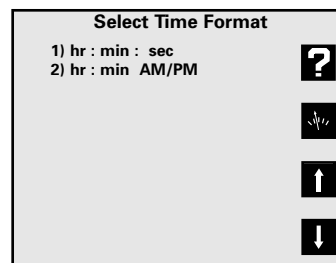 Select Time Format
1) hr : min : sec
2) hr : min AM/PM
?